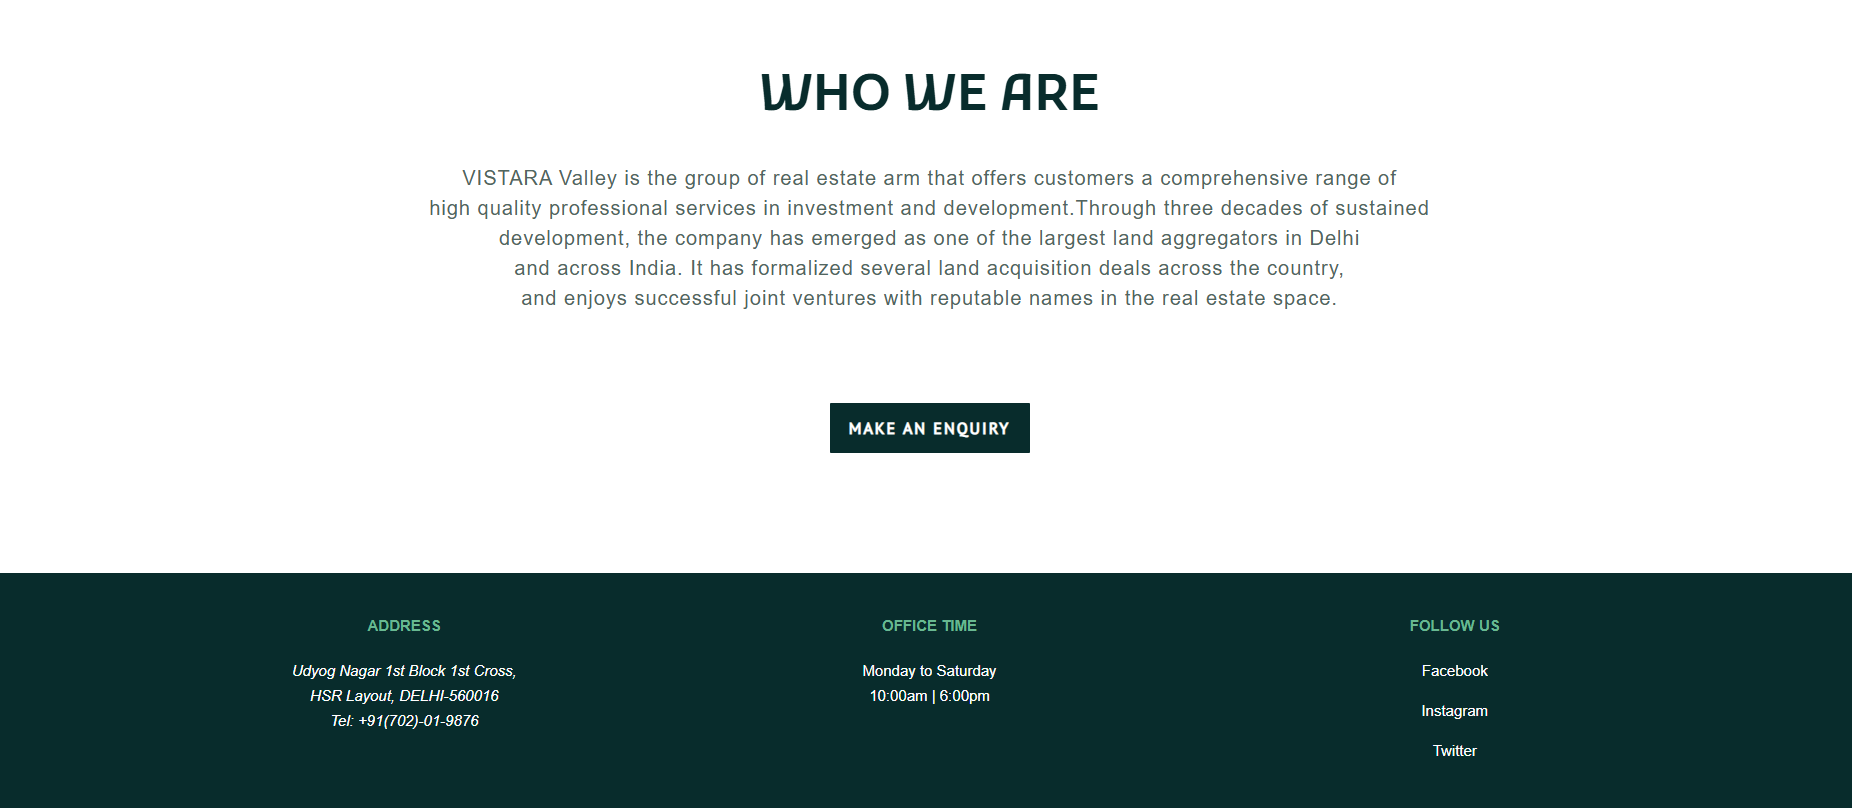 WHO WE ARE
VISTARA Valley is the group of real estate arm that offers customers a comprehensive range of
high quality professional services in investment and development.Through three decades of sustained
development, the company has emerged as one of the largest land aggregators in Delhi
and across India. It has formalized several land acquisition deals across the country,
and enjoys successful joint ventures with reputable names in the real estate space.
MAKE AN ENQUIRY
ADDRESS
Udyog Nagar 1st Block 1st Cross,
HSR Layout, DELHI-560016
Tel: +91(702)-01-9876
OFFICE TIME
Monday to Saturday
10:00am | 6:00pm
FOLLOW US
Facebook
Instagram
Twitter